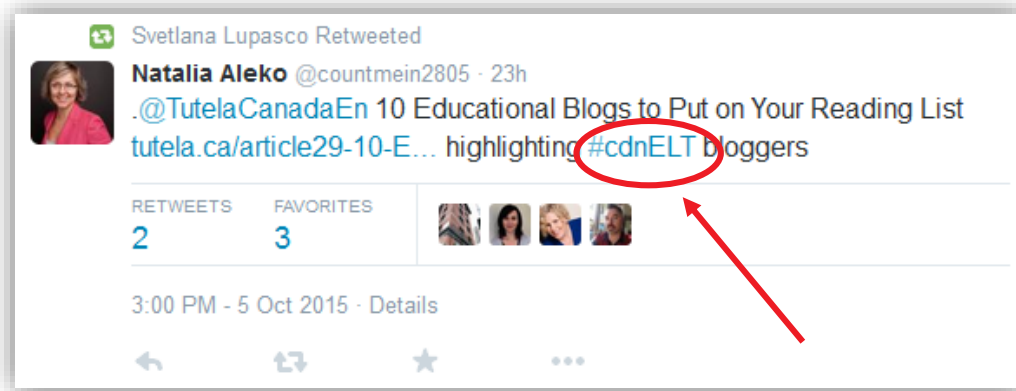 Svetlana Lupasco Retweeted
Natalia Aleko @countmein2805 · 23h
.@TutelaCanadaEn 10 Educational Blogs to Put on Your Reading List
tutela.ca/article29-10-E... highlighting #cdnELT bloggers
RETWEETS FAVORITES
2 3
3:00 PM - 5 Oct 2015 · Details